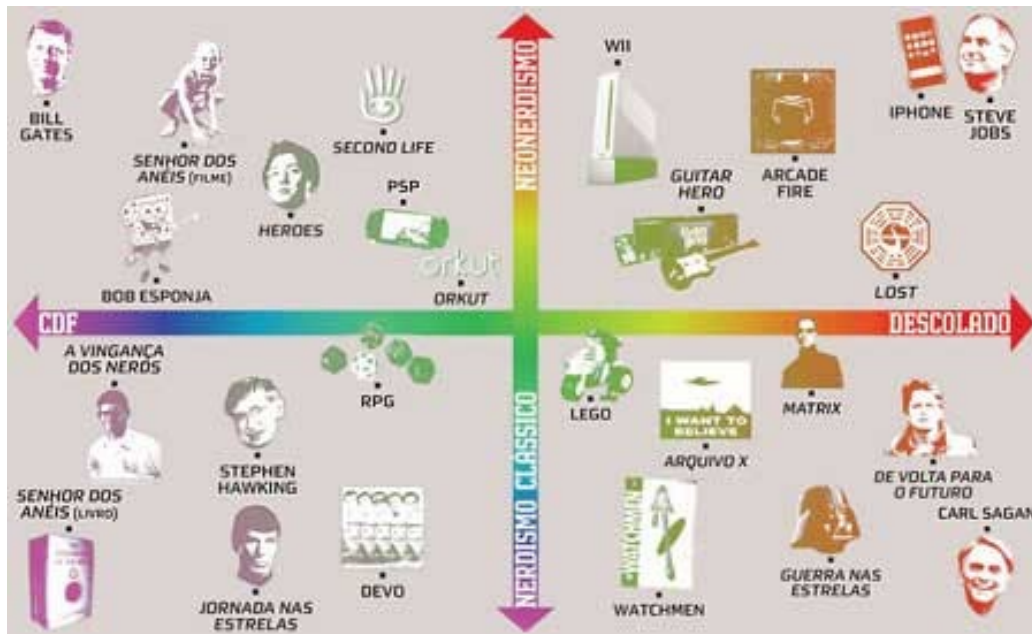 BILL
GATES
SENHOR DOS
ANÉIS (FILME)
SECOND LIFE
HEROES
PSP
orkut
ORKUT
BOB ESPONJA
NEONERDISMO
WII
GUITAR
HERO
ARCADE
FIRE
IPHONE
STEVE
JOBS
LOST
CDF
DESCOLADO
A VINGANÇA
DOS NERDS
RPG
STEPHEN
HAWKING
SENHOR DOS
ANÉIS (LIVRO)
JORNADA NAS
ESTRELAS
DEVO
NERDISMO CLÁSSICO
LEGO
I WANT TO
BELIEVE
ARQUIVO X
MATRIX
DE VOLTA PARA
O FUTURO
WATCHMEN
WATCHMEN
GUERRA NAS
ESTRELAS
CARL SAGAN